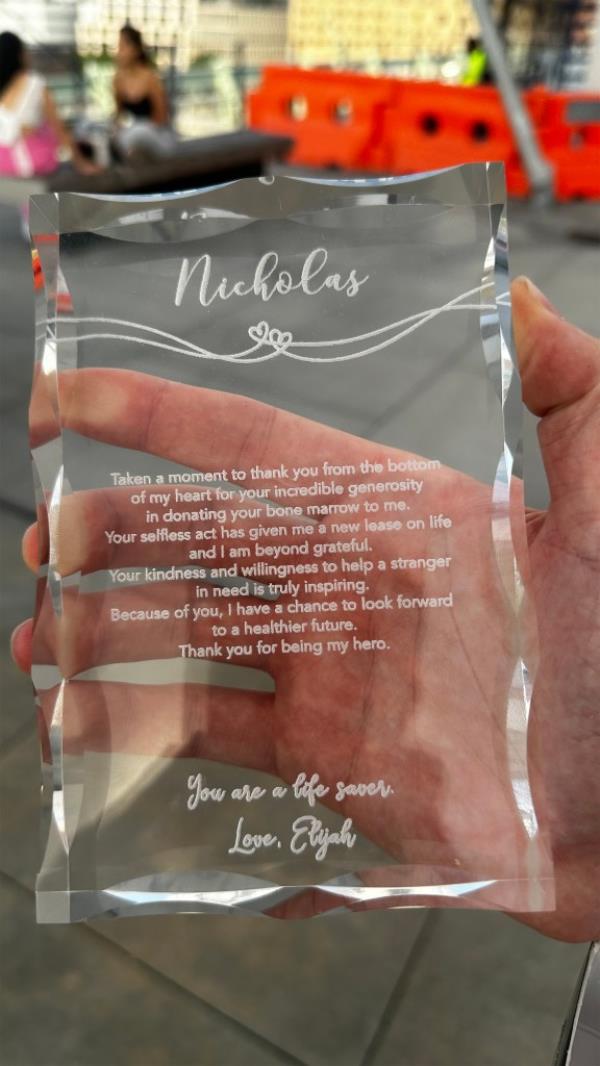 Nicholas
Taken a moment to thank you from the bottom
of my heart for your incredible generosity
in donating your bone marrow to me.
Your selfless act has given me a new lease on life
and I am beyond grateful.
Your kindness and willingness to help a stranger
in need is truly inspiring.
Because of you, I have a chance to look forward
to a healthier future.
Thank you for being my hero.
You are a life saver.
Love, Elijah